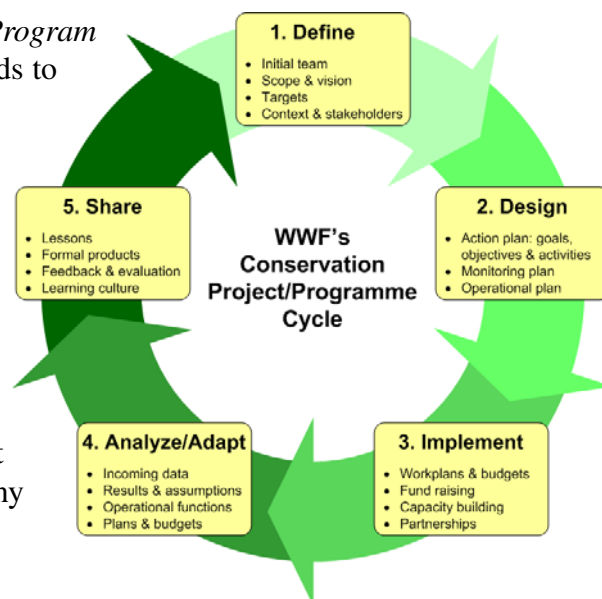 Program
ds to
1. Define
• Initial team
• Scope & vision
• Targets
• Context & stakeholders
2. Design
• Action plan: goals,
objectives & activities
• Monitoring plan
• Operational plan
5. Share
• Lessons
• Formal products
• Feedback & evaluation
• Learning culture
WWF's
Conservation
Project/Programme
Cycle
4. Analyze/Adapt
• Incoming data
• Results & assumptions
• Operational functions
• Plans & budgets
3. Implement
• Workplans & budgets
• Fund raising
• Capacity building
• Partnerships
t
ny